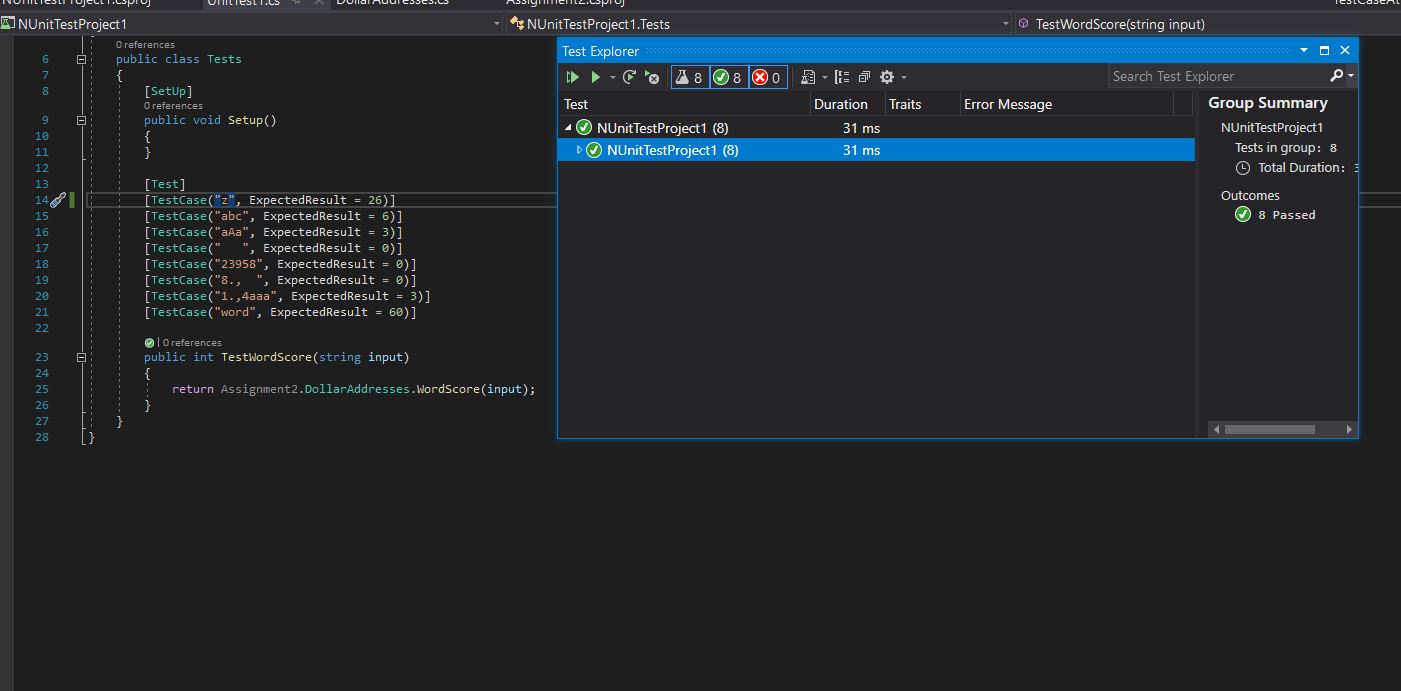 NUnitTestProject1.csproj UnitTest1.cs DollarAddresses.cs Assignment2.csproj TestCaseAt
NUnitTestProject1 NUnitTestProject1.Tests TestWordScore(string input)
0 references
6 public class Tests
7 {
8 [SetUp]
0 references
9 public void Setup()
10 {
11 }
12
13 [Test]
14 [TestCase("z", ExpectedResult = 26)]
15 [TestCase("abc", ExpectedResult = 6)]
16 [TestCase("aAa", ExpectedResult = 3)]
17 [TestCase("   ", ExpectedResult = 0)]
18 [TestCase("23958", ExpectedResult = 0)]
19 [TestCase("8.,  ", ExpectedResult = 0)]
20 [TestCase("1.,4aaa", ExpectedResult = 3)]
21 [TestCase("word", ExpectedResult = 60)]
22
0 references
23 public int TestWordScore(string input)
24 {
25 return Assignment2.DollarAddresses.WordScore(input);
26 }
27 }
28 }
Test Explorer
8 8 0 Search Test Explorer
Test Duration Traits Error Message
NUnitTestProject1 (8) 31 ms
NUnitTestProject1 (8) 31 ms
Group Summary
NUnitTestProject1
Tests in group: 8
Total Duration: 3
Outcomes
8 Passed